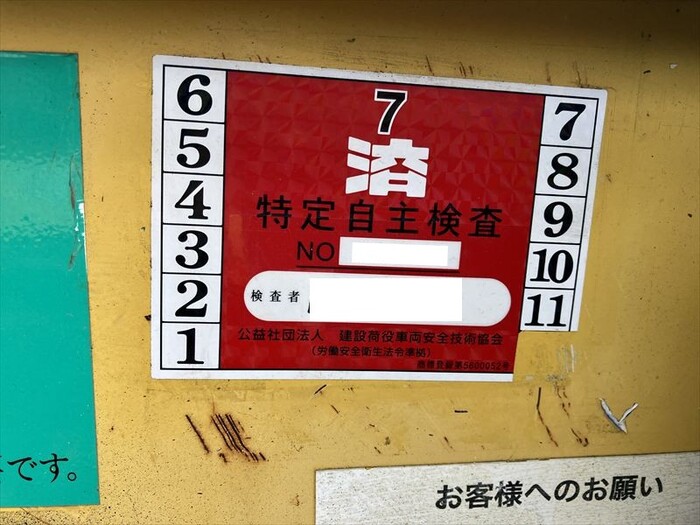 6
5
4
3
2
1
7
済
特定自主検査
NO
検査者
公益社団法人 建設荷役車両安全技術協会
(労働安全衛生法令準拠)
7
8
9
10
11
です。
お客様へのお願い